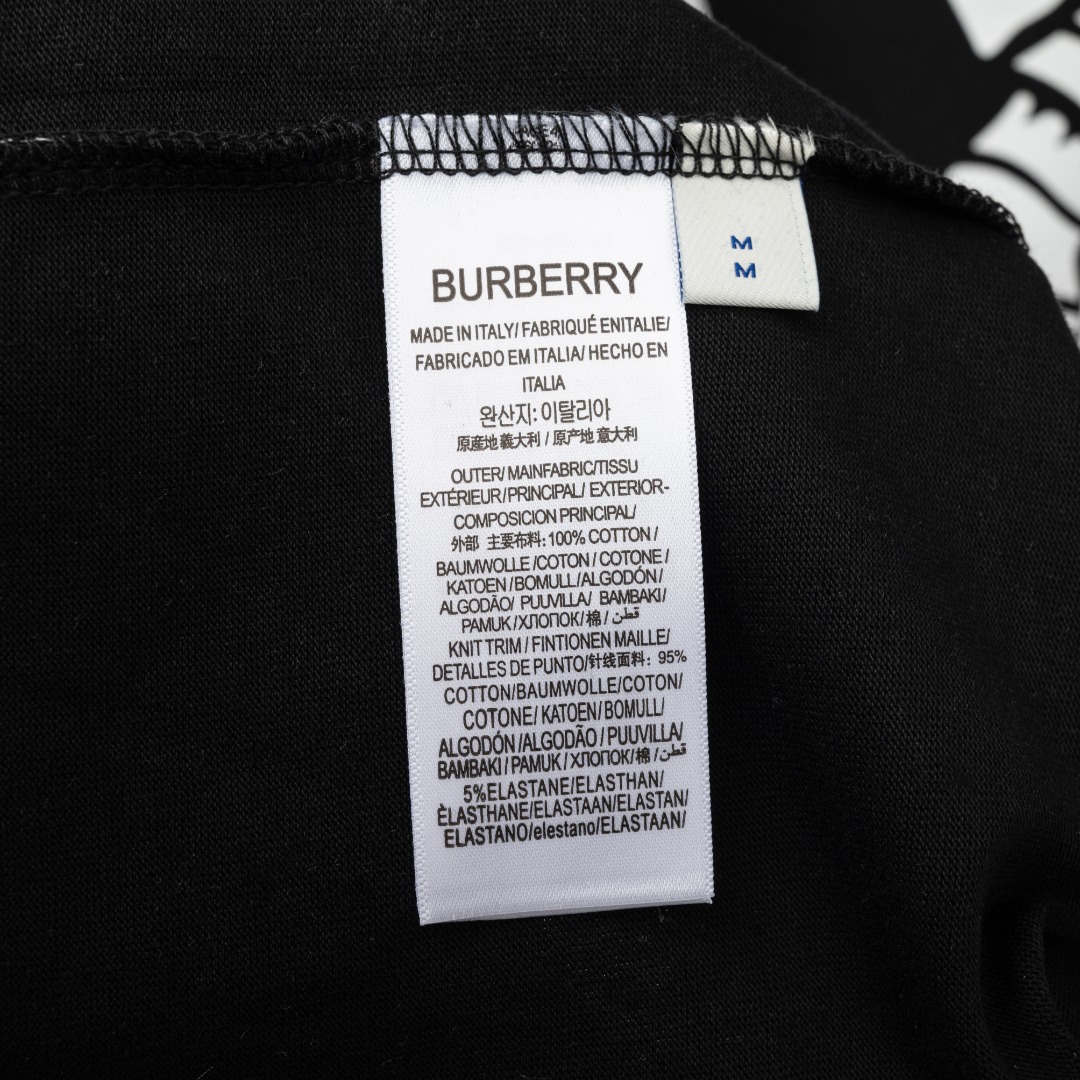 M
M
BURBERRY
MADE IN ITALY/ FABRIQUÉ ENITALIE/
FABRICADO EM ITALIA/ HECHO EN
ITALIA
완산지: 이탈리아
原産地義大利 / 原产地 意大利
OUTER/ MAINFABRIC/TISSU
EXTÉRIEUR/PRINCIPAL/ EXTERIOR-
COMPOSICION PRINCIPAL/
外部 主要布料: 100% COTTON /
BAUMWOLLE /COTON / COTONE /
KATOEN /BOMULL/ALGODÓN/
ALGODÃO/ PUUVILLA/ BAMBAKI/
PAMUK/ХЛОПОК/棉 / قطن/
KNIT TRIM / FINTIONEN MAILLE/
DETALLES DE PUNTO/针线面料: 95%
COTTON/BAUMWOLLE/COTON/
COTONE/ KATOEN/BOMULL/
ALGODÓN /ALGODÃO / PUUVILLA/
BAMBAKI / PAMUK / ХЛОПОК/棉 / قطن/
5%ELASTANE/ELASTHAN/
ÈLASTHANE/ELASTAAN/ELASTAN/
ELASTANO/elestano/ELASTAAN/